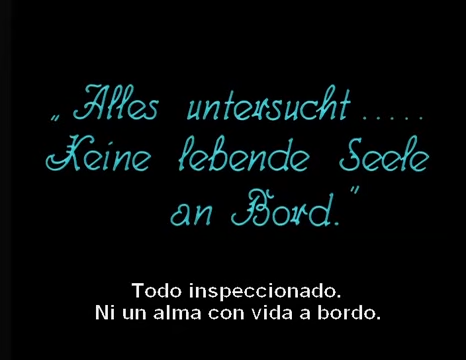 „Alles untersucht.....
Keine lebende Seele
an Bord.”
Todo inspeccionado.
Ni un alma con vida a bordo.